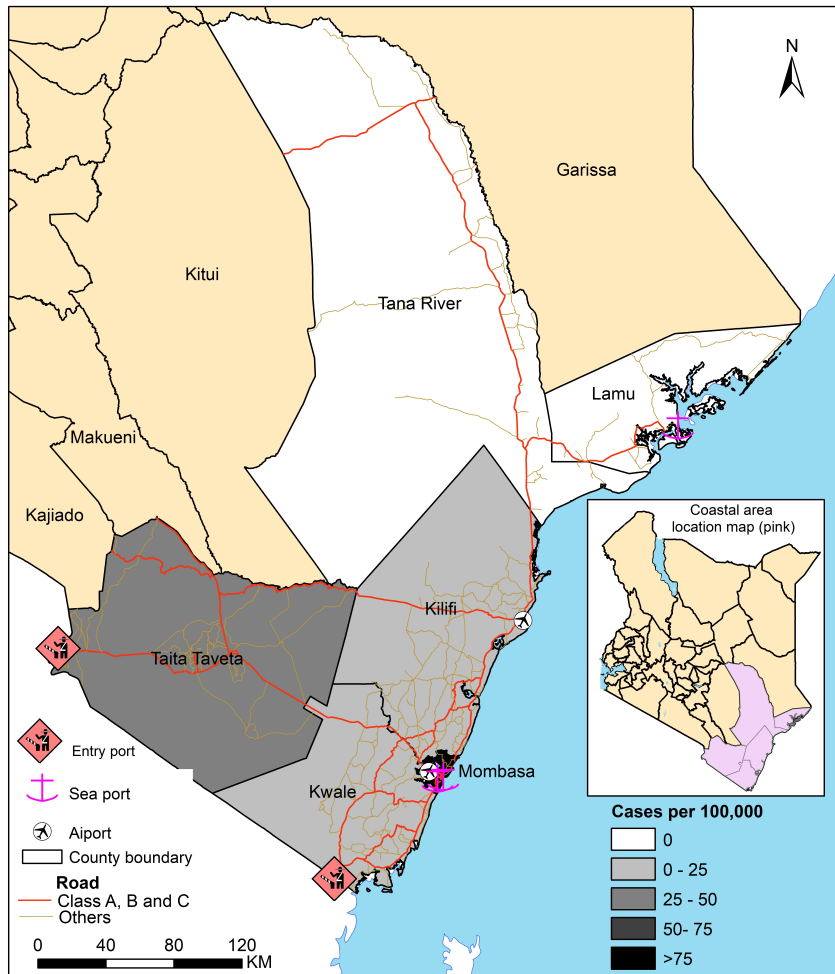 N
Garissa
Kitui
Tana River
Lamu
Makueni
Kajiado
Coastal area
location map (pink)
Kilifi
Taita Taveta
Entry port
Mombasa
Kwale
Sea port
Cases per 100,000
Aiport
0
County boundary
0 - 25
Road
Class A, B and C
25 - 50
Others
50- 75
0 40 80 120
KM
>75